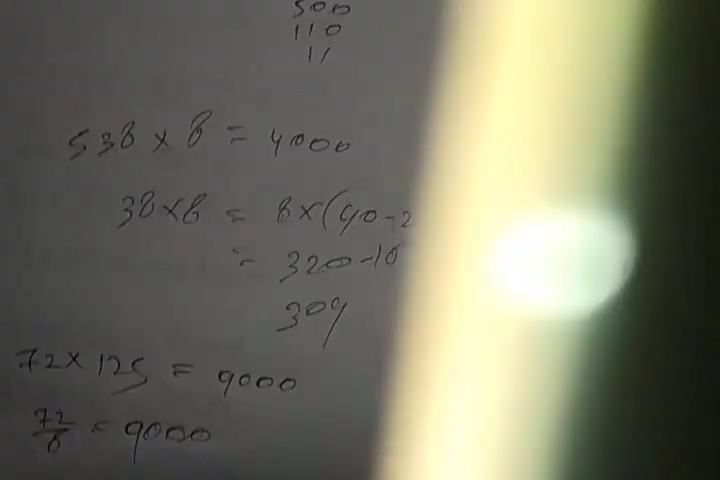 500
110
11
538 × 8 = 4000
38 × 8 = 8 × (40 - 2
= 320 - 16
304
72 × 125 = 9000
72/8 = 9000